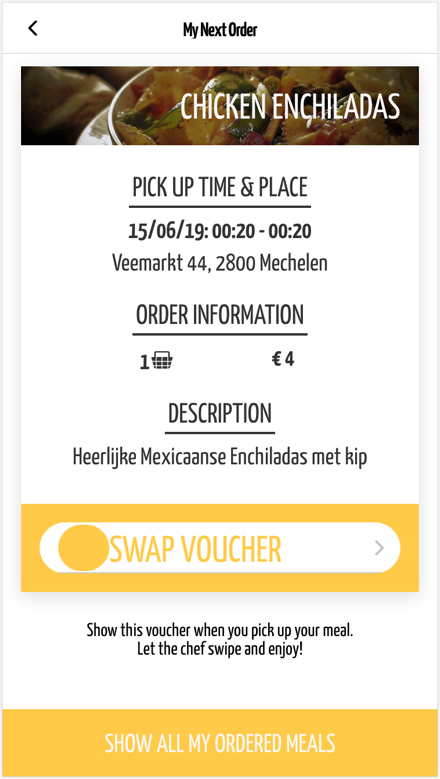 My Next Order
CHICKEN ENCHILADAS
PICK UP TIME & PLACE
15/06/19: 00:20 - 00:20
Veemarkt 44, 2800 Mechelen
ORDER INFORMATION
1 € 4
DESCRIPTION
Heerlijke Mexicaanse Enchiladas met kip
SWAP VOUCHER
Show this voucher when you pick up your meal.
Let the chef swipe and enjoy!
SHOW ALL MY ORDERED MEALS